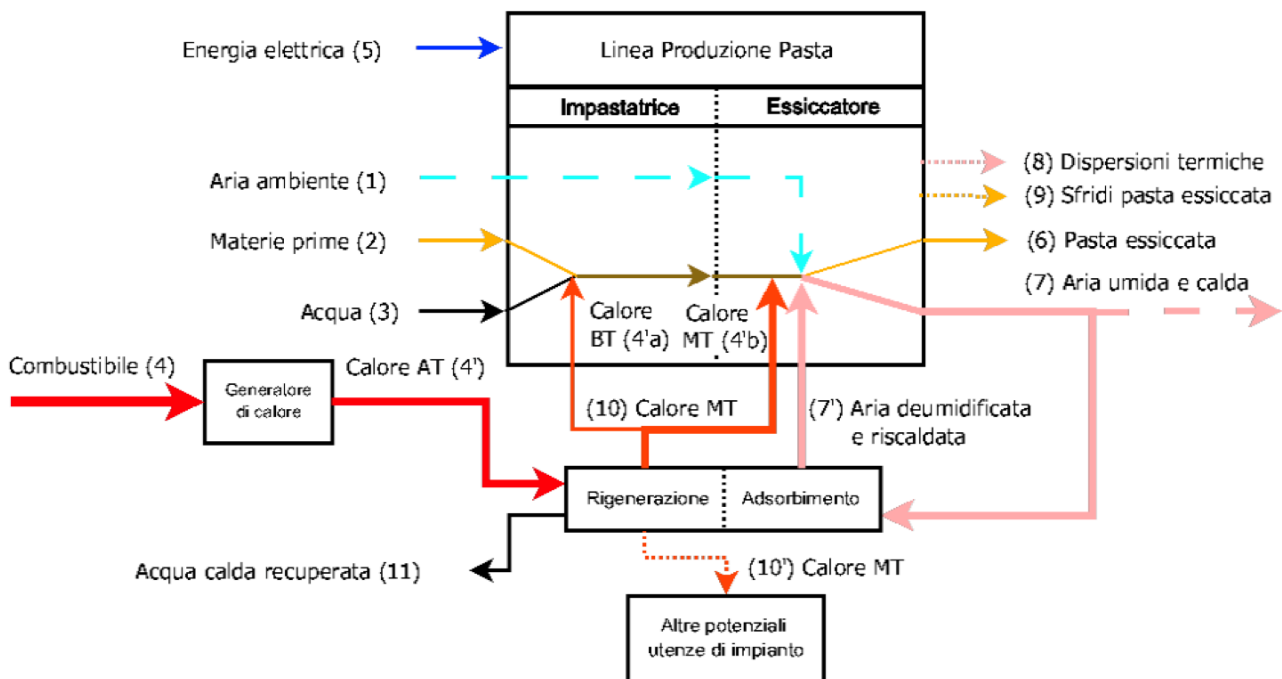 Energia elettrica (5)
Linea Produzione Pasta
Impastatrice
Essiccatore
Aria ambiente (1)
(8) Dispersioni termiche
(9) Sfridi pasta essiccata
Materie prime (2)
(6) Pasta essiccata
(7) Aria umida e calda
Acqua (3)
Calore
BT (4'a)
Calore
MT (4'b)
Combustibile (4)
Calore AT (4')
Generatore
di calore
(10) Calore MT
(7') Aria deumidificata
e riscaldata
Rigenerazione
Adsorbimento
Acqua calda recuperata (11)
(10') Calore MT
Altre potenziali
utenze di impianto